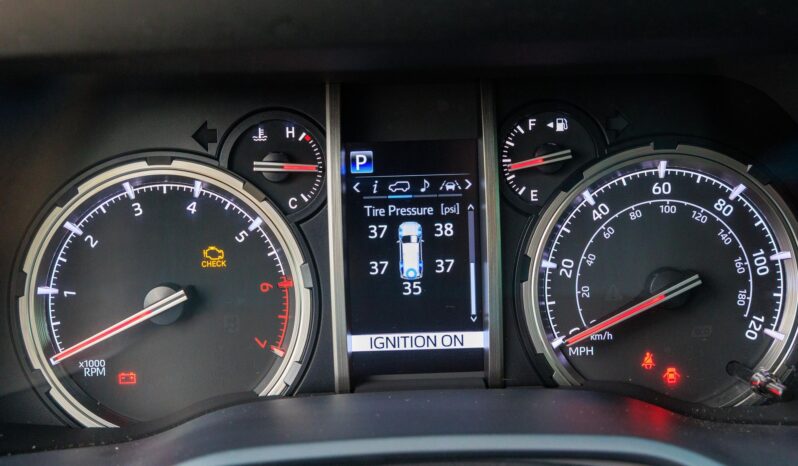 H
C
1
2
3
4
5
6
7
CHECK
x1000
RPM
P
< i >
Tire Pressure [psi]
37 38
37 37
35
IGNITION ON
F
E
20
40
60
80
100
120
20
40
60
80
100
120
140
160
180
km/h
MPH